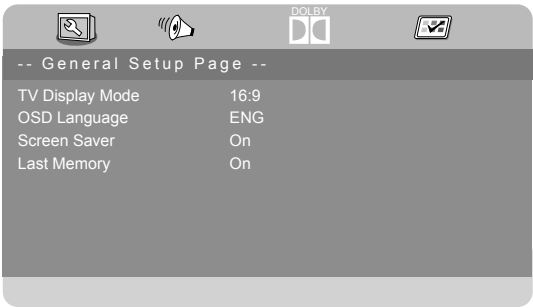 DOLBY
-- General Setup Page --
TV Display Mode 16:9
OSD Language ENG
Screen Saver On
Last Memory On